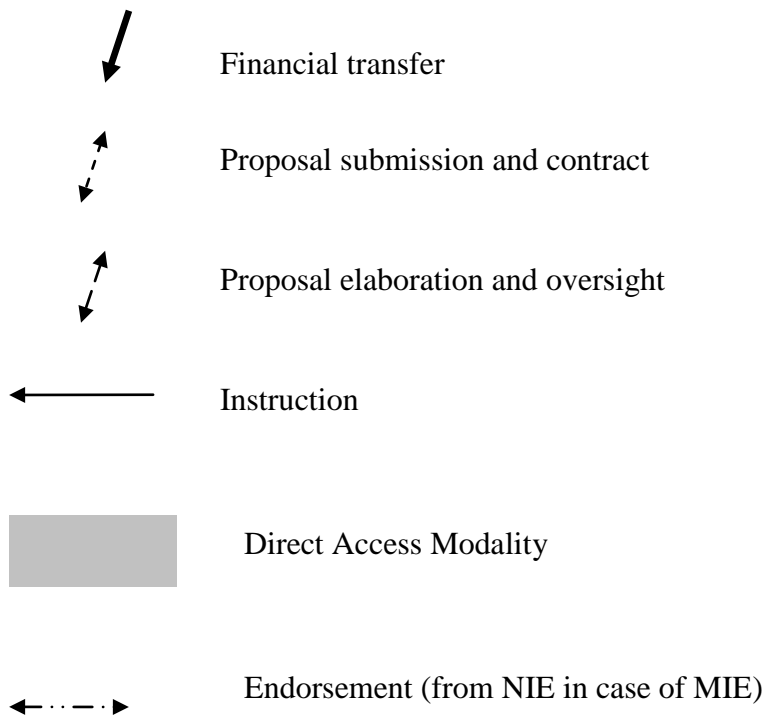 Financial transfer
Proposal submission and contract
Proposal elaboration and oversight
Instruction
Direct Access Modality
Endorsement (from NIE in case of MIE)